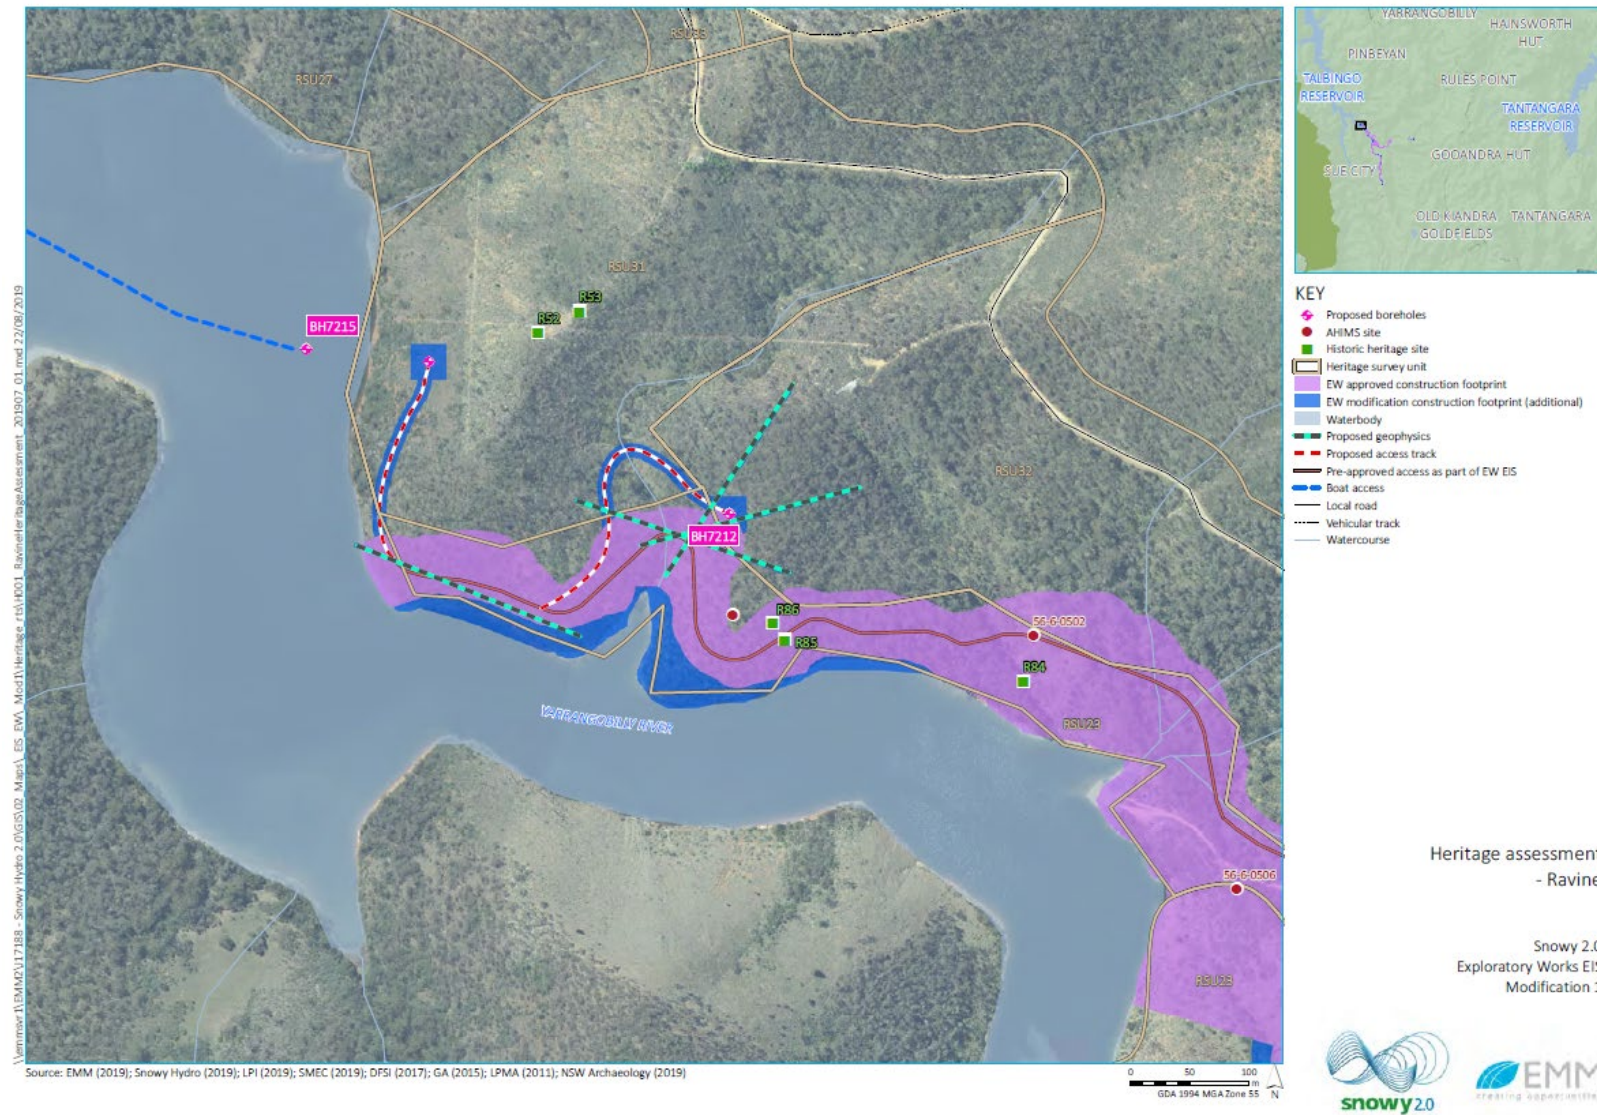 RSU33
RSU27
RSU31
R53
R52
BH7215
RSU32
BH7212
R86
R85
56-6-0502
R84
RSU23
YARRANGOBILLY RIVER
56-6-0506
RSU23
YARRANGOBILLY
HAINSWORTH
HUT
PINBEYAN
TALBINGO
RESERVOIR
RULES POINT
TANTANGARA
RESERVOIR
GOOANDRA HUT
SUE CITY
OLD KIANDRA
GOLDFIELDS
TANTANGARA
KEY
Proposed boreholes
AHIMS site
Historic heritage site
Heritage survey unit
EW approved construction footprint
EW modification construction footprint (additional)
Waterbody
Proposed geophysics
Proposed access track
Pre-approved access as part of EW EIS
Boat access
Local road
Vehicular track
Watercourse
Heritage assessment
- Ravine
Snowy 2.0
Exploratory Works EIS
Modification
snowy 2.0
EMM
creating opportunities
Source: EMM (2019); Snowy Hydro (2019); LPI (2019); SMEC (2019); DFSI (2017); GA (2015); LPMA (2011); NSW Archaeology (2019)
0 50 100
m
GDA 1994 MGA Zone 55 N